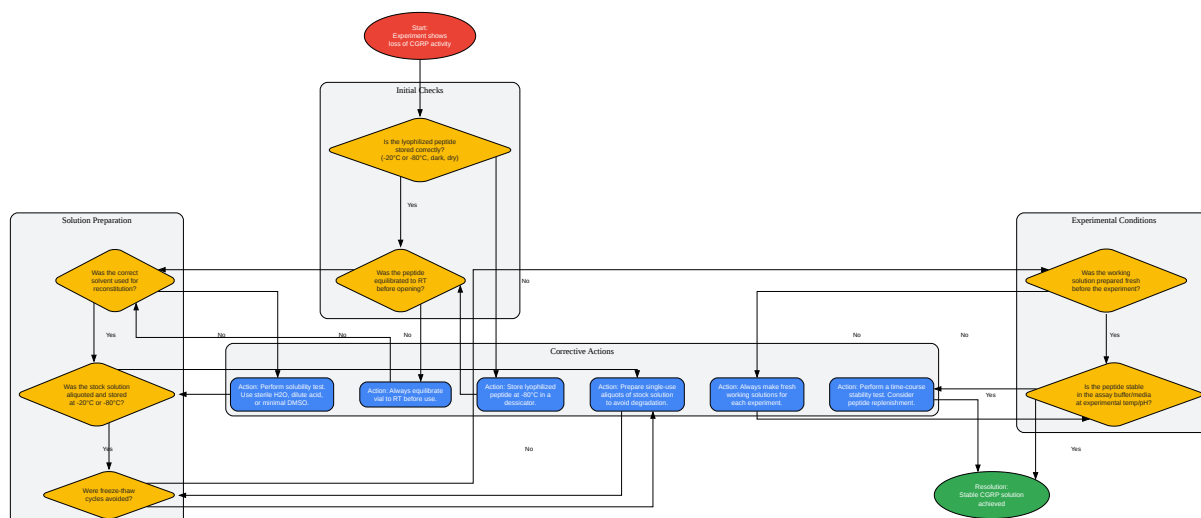 Start:
Experiment shows
loss of CGRP activity
Initial Checks
Is the lyophilized peptide
stored correctly?
(-20°C or -80°C, dark, dry)
Yes
Solution Preparation
Experimental Conditions
Was the correct
solvent used for
reconstitution?
Was the peptide
equilibrated to RT
before opening?
No
Was the working
solution prepared fresh
before the experiment?
Yes
No
No
No
No
No
Yes
Corrective Actions
Was the stock solution
aliquoted and stored
at -20°C or -80°C?
Action: Perform solubility test.
Use sterile H2O, dilute acid,
or minimal DMSO.
Action: Always equilibrate
vial to RT before use.
Action: Store lyophilized
peptide at -80°C in a
dessicator.
Action: Prepare single-use
aliquots of stock solution
to avoid degradation.
Action: Always make fresh
working solutions for
each experiment.
Action: Perform a time-course
stability test. Consider
peptide replenishment.
Yes
Is the peptide stable
in the assay buffer/media
at experimental temp/pH?
Yes
No
Yes
Were freeze-thaw
cycles avoided?
Resolution:
Stable CGRP solution
achieved